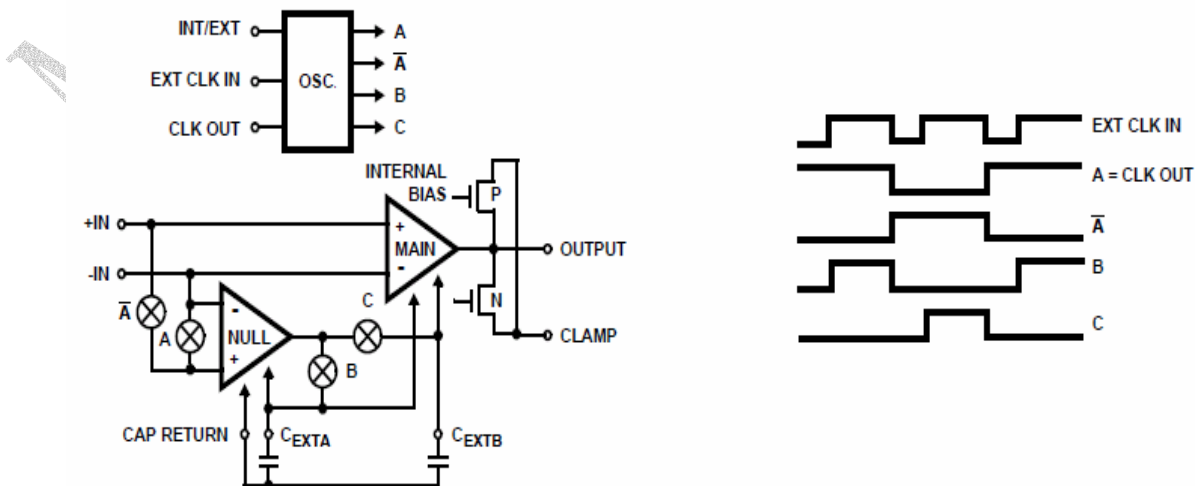 INT/EXT
EXT CLK IN
CLK OUT
OSC.
A
A̅
B
C
INTERNAL
BIAS
P
+IN
-IN
+
MAIN
-
OUTPUT
N
CLAMP
A̅
A
-
NULL
+
C
B
CAP RETURN
CEXTA
CEXTB
EXT CLK IN
A = CLK OUT
A̅
B
C